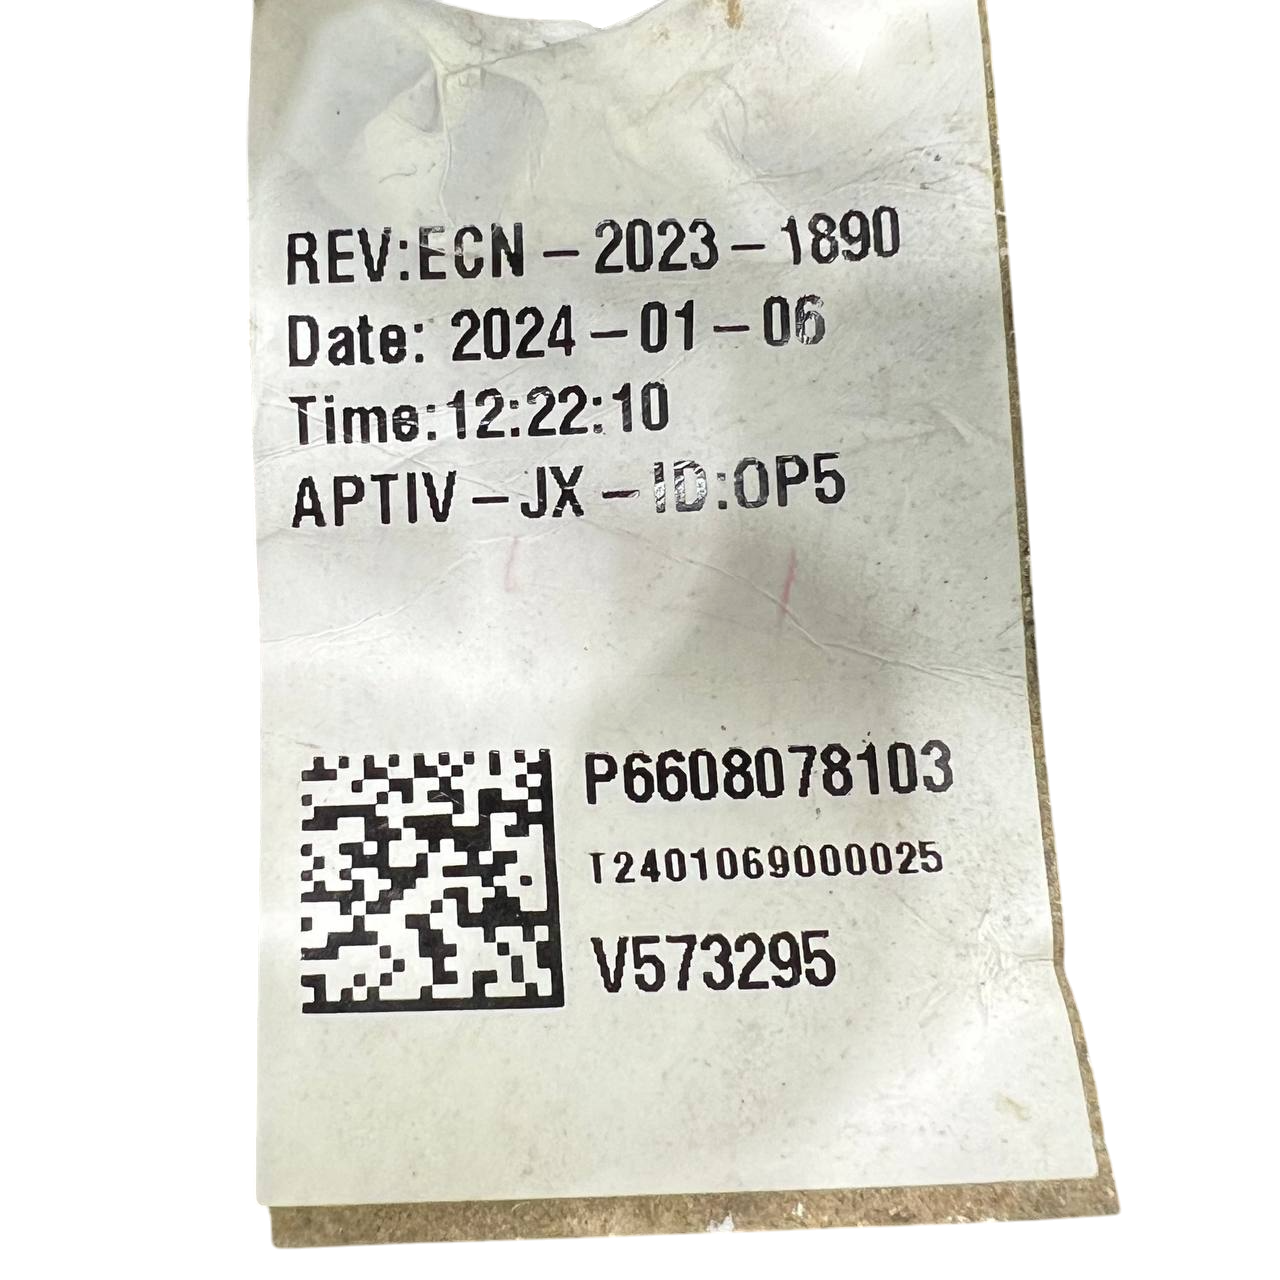 REV:ECN-2023-1890
Date: 2024-01-06
Time:12:22:10
APTIV-JX-ID:OP5
P6608078103
T2401069000025
V573295